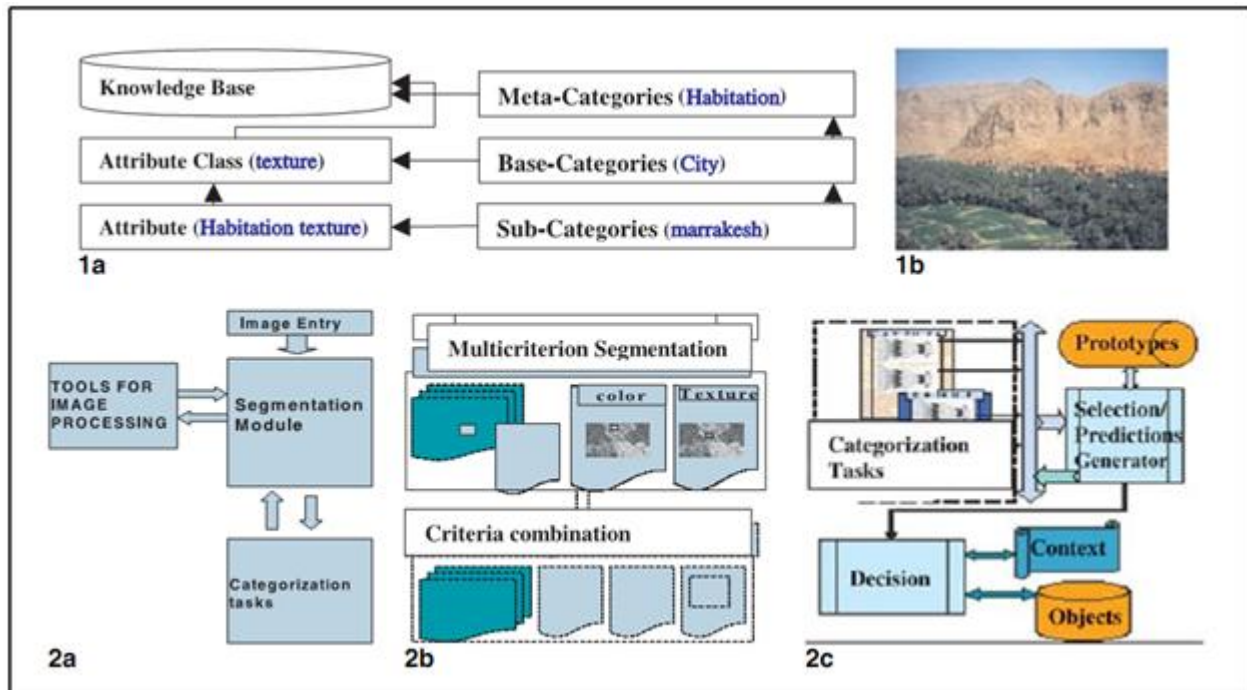 Knowledge Base
Meta-Categories (Habitation)
Attribute Class (texture)
Base-Categories (City)
Attribute (Habitation texture)
Sub-Categories (marrakesh)
1a
1b
Image Entry
TOOLS FOR
IMAGE
PROCESSING
Segmentation
Module
Categorization
tasks
2a
Multicriterion Segmentation
color
Texture
Criteria combination
2b
Prototypes
Categorization
Tasks
Selection/
Predictions
Generator
Decision
Context
Objects
2c